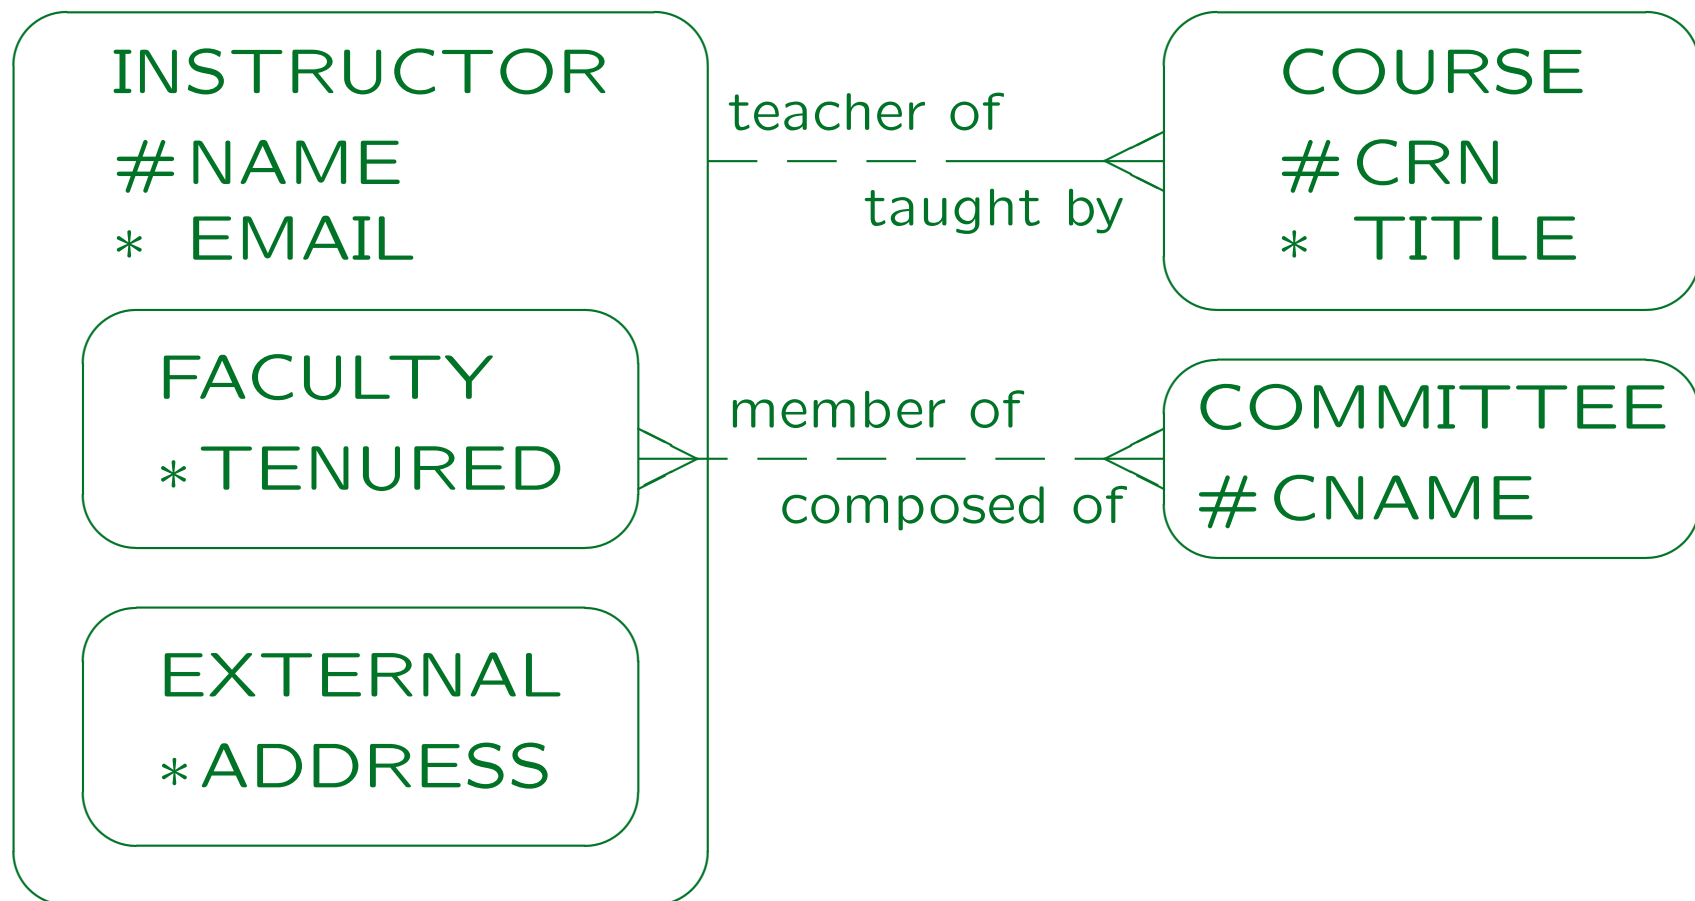 INSTRUCTOR
# NAME
* EMAIL
FACULTY
* TENURED
EXTERNAL
* ADDRESS
teacher of
taught by
member of
composed of
COURSE
# CRN
* TITLE
COMMITTEE
# CNAME